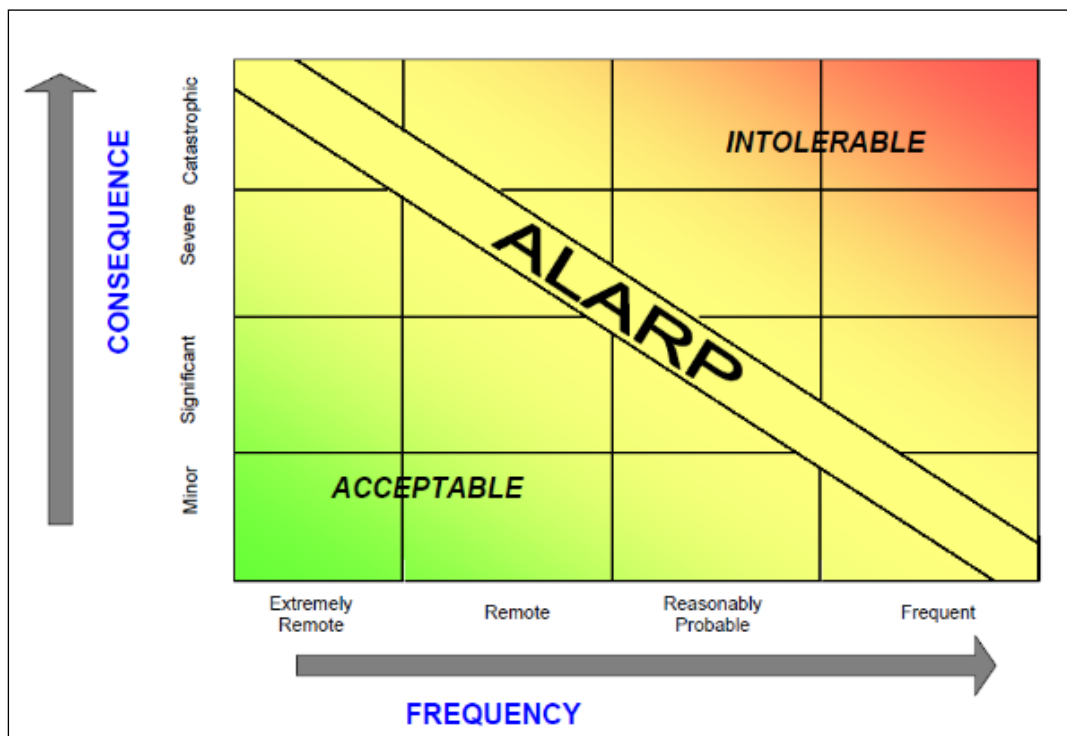 CONSEQUENCE
Catastrophic
Severe
Significant
Minor
INTOLERABLE
ALARP
ACCEPTABLE
Extremely
Remote
Remote
Reasonably
Probable
Frequent
FREQUENCY